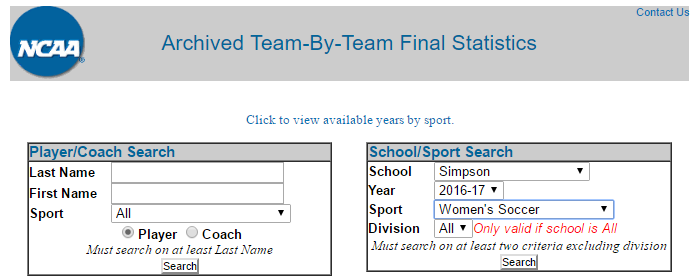 Contact Us
NCAA
Archived Team-By-Team Final Statistics
Click to view available years by sport.
Player/Coach Search
Last Name
First Name
Sport All
Player Coach
Must search on at least Last Name
Search
School/Sport Search
School Simpson
Year 2016-17
Sport Women's Soccer
Division All Only valid if school is All
Must search on at least two criteria excluding division
Search